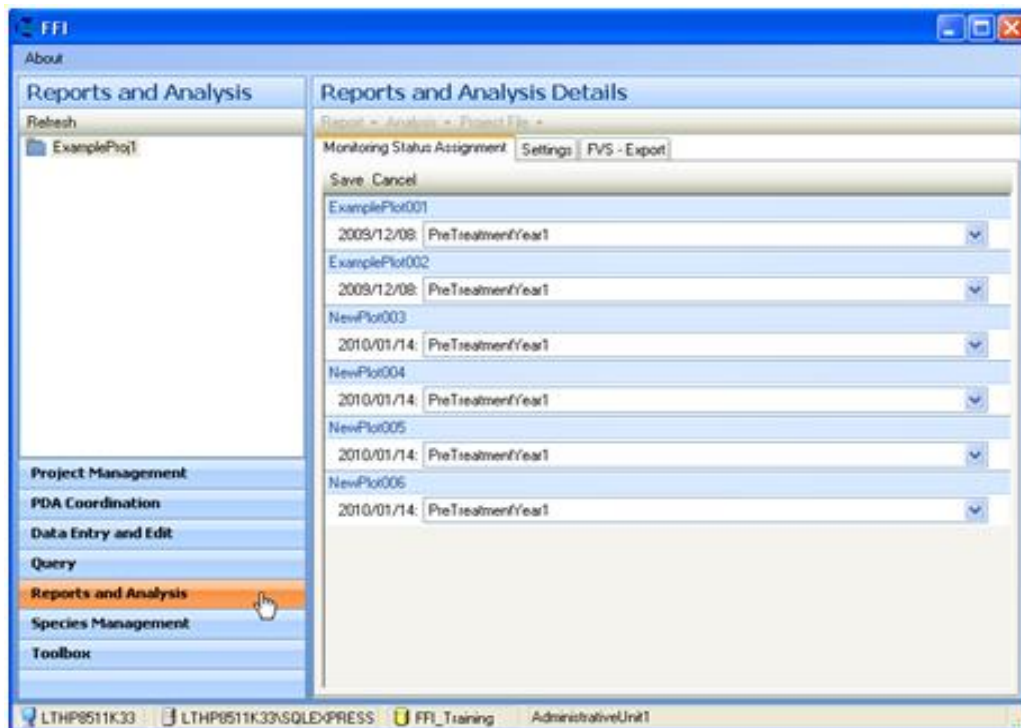 FFI
About
Reports and Analysis
Refresh
ExampleProj1
Project Management
PDA Coordination
Data Entry and Edit
Query
Reports and Analysis
Species Management
Toolbox
Reports and Analysis Details
Report Analysis Project File
Monitoring Status Assignment Settings FVS - Export
Save Cancel
ExamplePlot001
2009/12/08: PreTreatmentYear1
ExamplePlot002
2009/12/08: PreTreatmentYear1
NewPlot003
2010/01/14: PreTreatmentYear1
NewPlot004
2010/01/14: PreTreatmentYear1
NewPlot005
2010/01/14: PreTreatmentYear1
NewPlot006
2010/01/14: PreTreatmentYear1
LTHP8511K33 LTHP8511K33\SQLEXPRESS FFI_Training AdministrativeUnit1